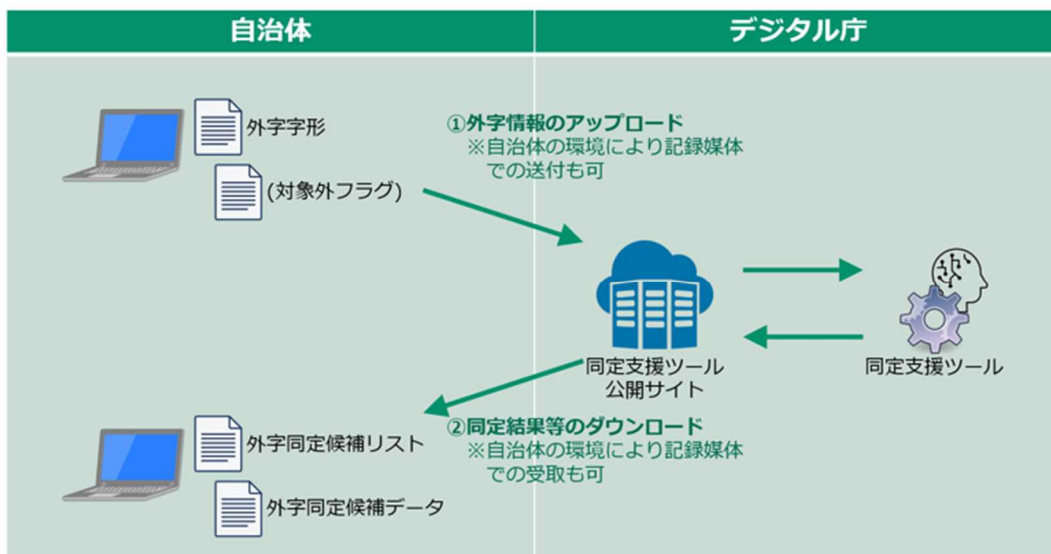 自治体
デジタル庁
外字字形
(対象外フラグ)
①外字情報のアップロード
※自治体の環境により記録媒体
での送付も可
同定支援ツール
公開サイト
同定支援ツール
②同定結果等のダウンロード
※自治体の環境により記録媒体
での受取も可
外字同定候補リスト
外字同定候補データ